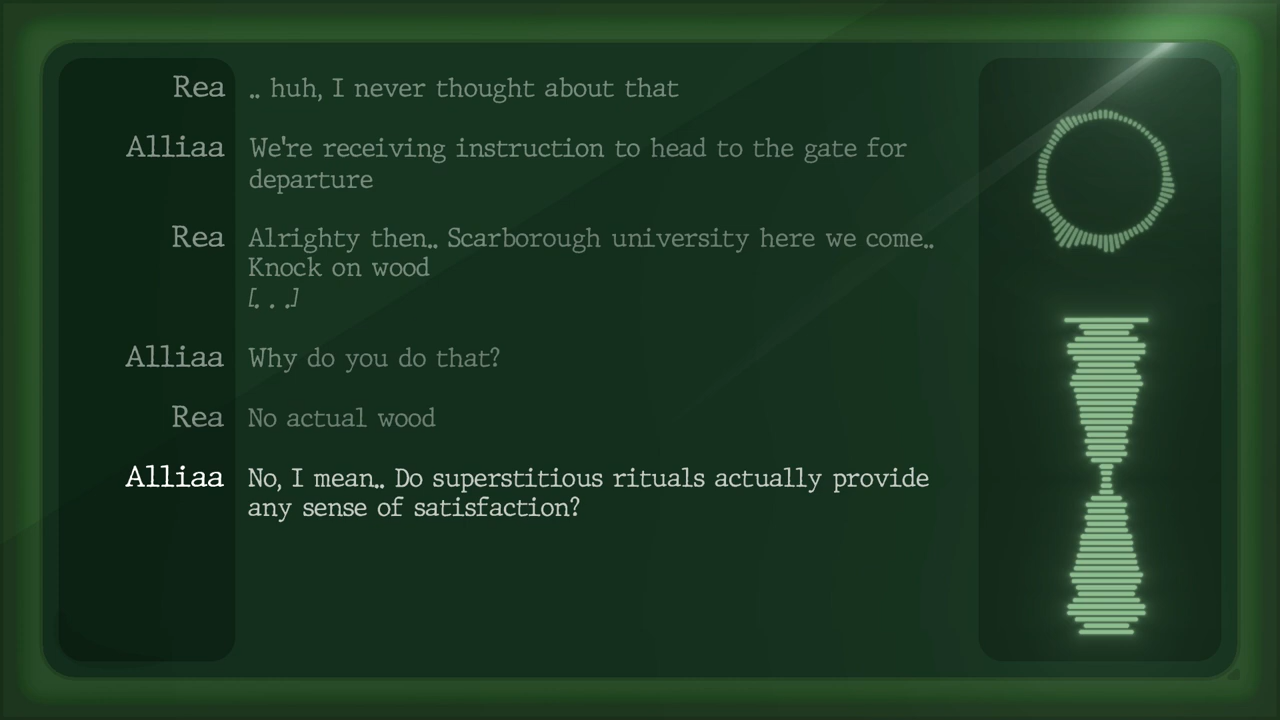 Rea .. huh, I never thought about that
Alliaa We're receiving instruction to head to the gate for
departure
Rea Alrighty then.. Scarborough university here we come..
Knock on wood
[. . .]
Alliaa Why do you do that?
Rea No actual wood
Alliaa No, I mean.. Do superstitious rituals actually provide
any sense of satisfaction?